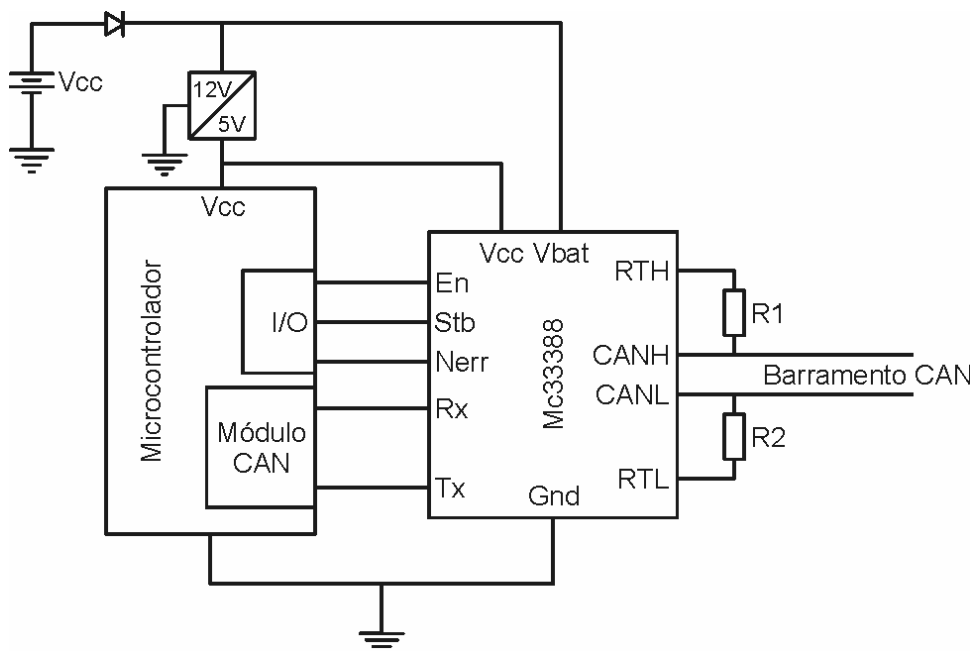 Vcc
12V
5V
Vcc
Microcontrolador
I/O
Módulo
CAN
Vcc Vbat
En
Stb
Nerr
Rx
Tx
Mc33388
RTH
CANH
CANL
RTL
Gnd
R1
Barramento CAN
R2